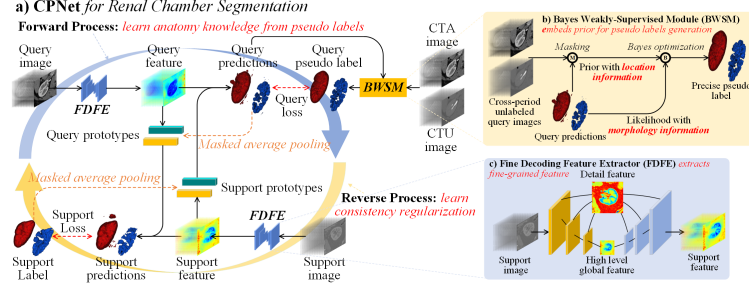 a) CPNet for Renal Chamber Segmentation
Forward Process: learn anatomy knowledge from pseudo labels
Query image
Query feature
Query predictions
Query pseudo label
CTA image
FDFE
BWSM
Query loss
CTU image
Query prototypes
Masked average pooling
Masked average pooling
Support prototypes
Reverse Process: learn consistency regularization
Support Loss
FDFE
Support Label
Support predictions
Support feature
Support image
b) Bayes Weakly-Supervised Module (BWSM)
embeds prior for pseudo labels generation
Masking
Bayes optimization
M
B
Prior with location information
Cross-period unlabeled query images
Precise pseudo label
Query predictions
Likelihood with morphology information
c) Fine Decoding Feature Extractor (FDFE) extracts
fine-grained feature
Detail feature
Support image
High level global feature
Support feature